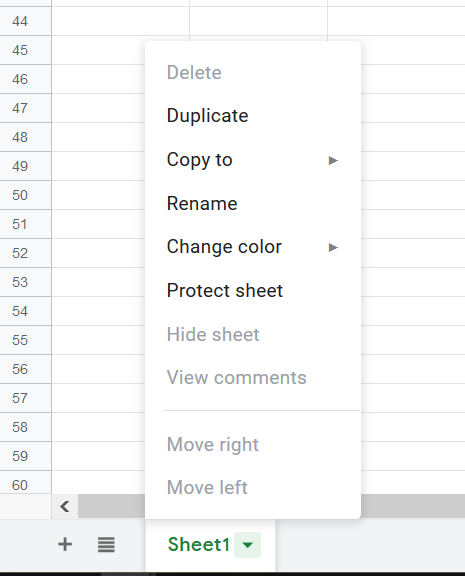 44
45
46
47
48
49
50
51
52
53
54
55
56
57
58
59
60
Delete
Duplicate
Copy to
Rename
Change color
Protect sheet
Hide sheet
View comments
Move right
Move left
Sheet1